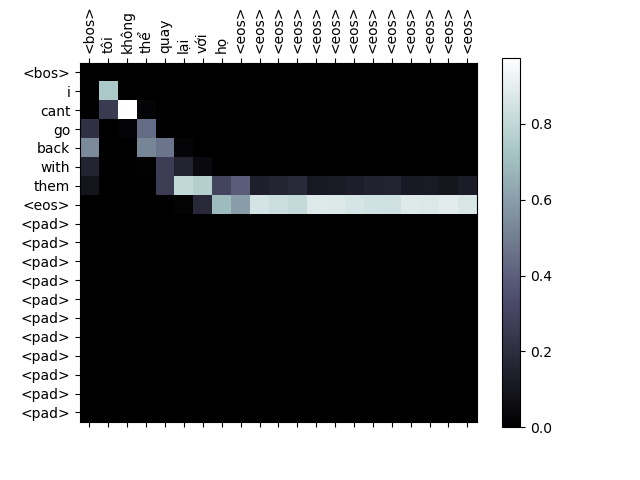 <bos> tôi không thể quay lại với họ <eos> <eos> <eos> <eos> <eos> <eos> <eos> <eos> <eos> <eos> <eos> <eos> <eos>
<bos>
i
cant
go
back
with
them
<eos>
<pad>
<pad>
<pad>
<pad>
<pad>
<pad>
<pad>
<pad>
<pad>
<pad>
<pad>
0.8
0.6
0.4
0.2
0.0